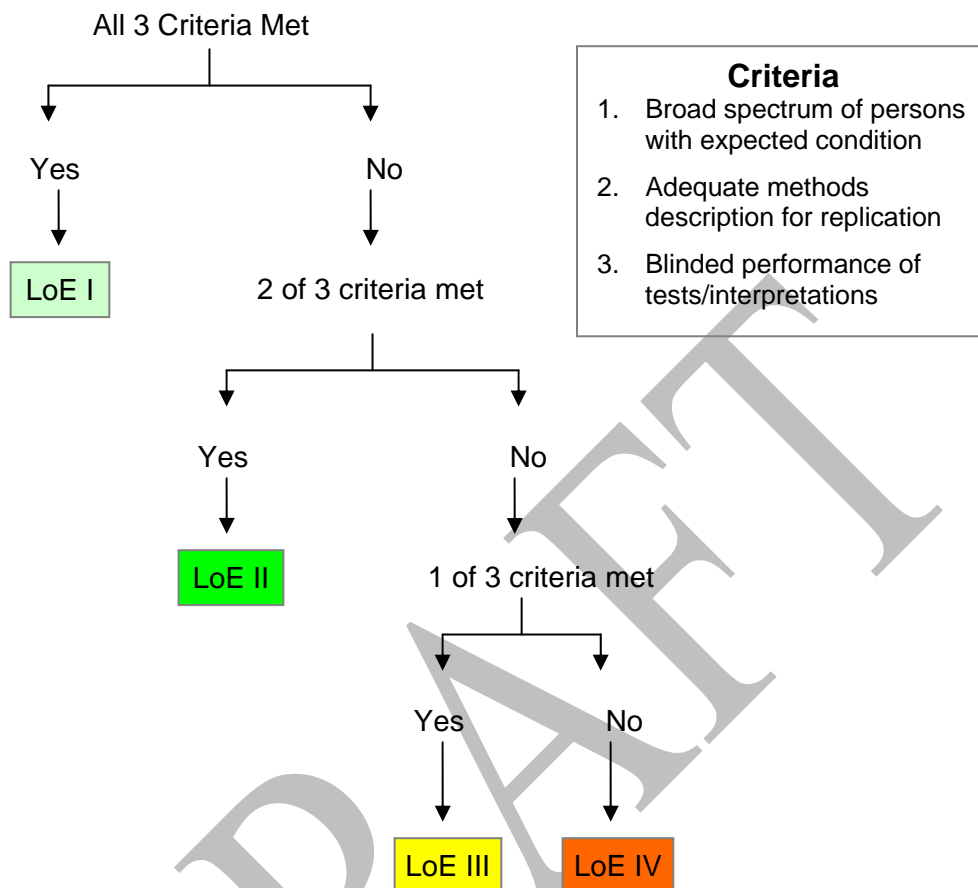 All 3 Criteria Met
Criteria
1. Broad spectrum of persons
with expected condition
2. Adequate methods
description for replication
3. Blinded performance of
tests/interpretations
Yes
No
LoE I
2 of 3 criteria met
Yes
No
LoE II
1 of 3 criteria met
Yes
No
LoE III
LoE IV
DRAFT